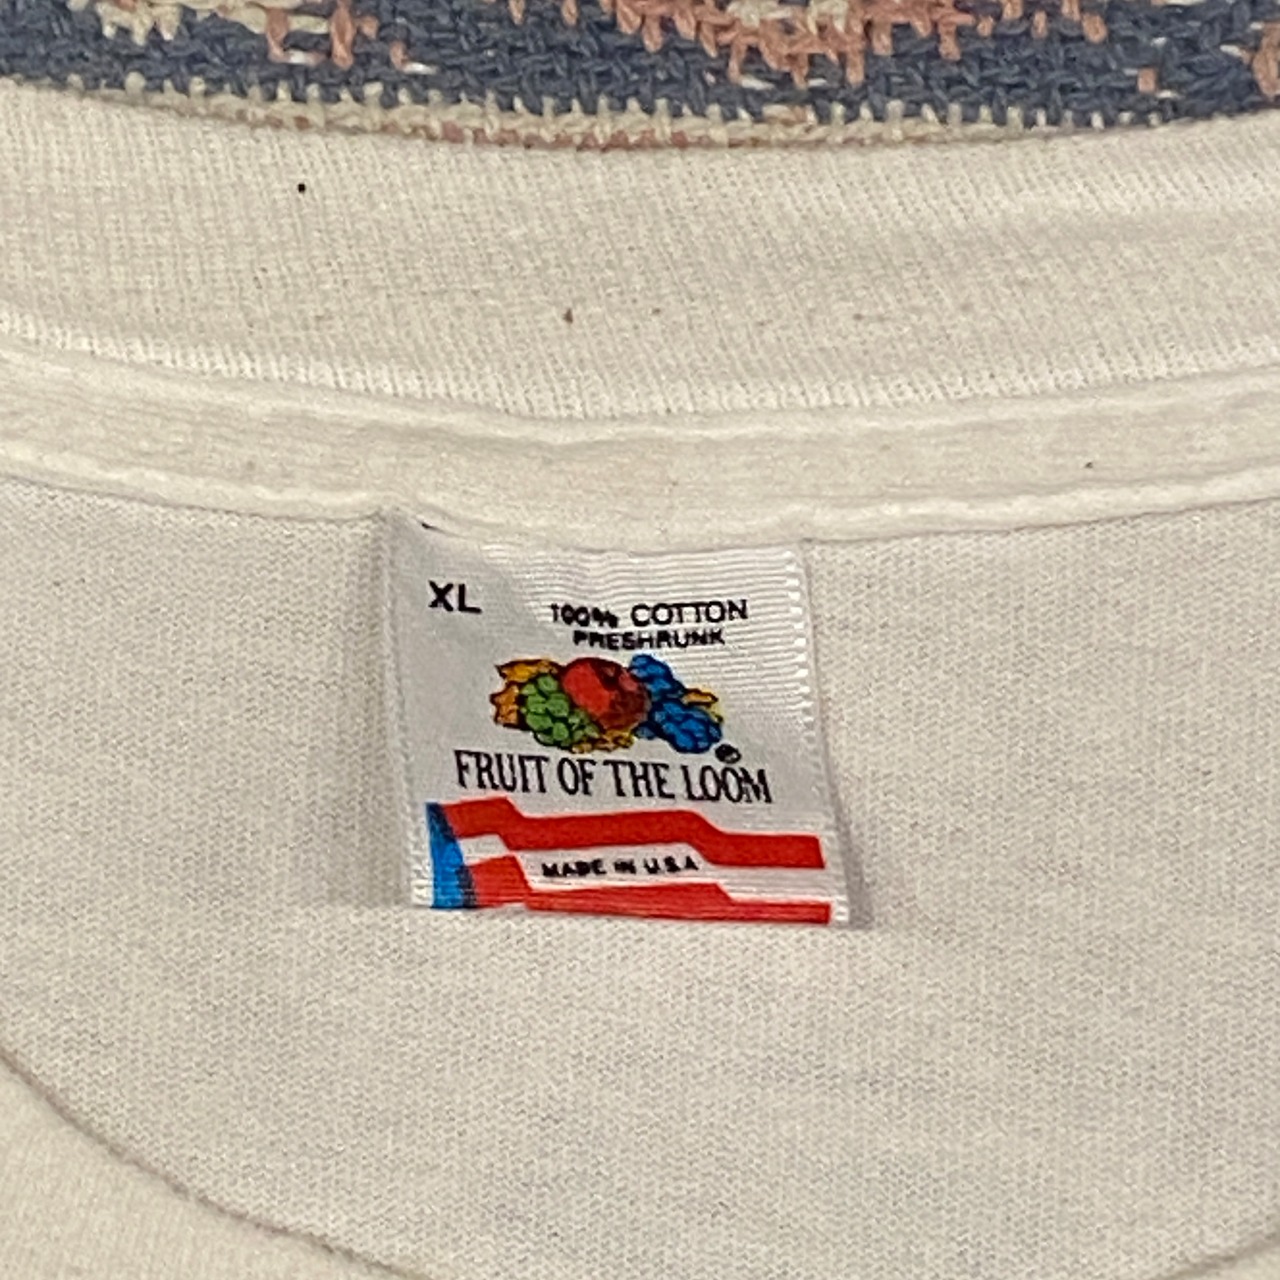 XL
100% COTTON
PRESHRUNK
FRUIT OF THE LOOM
MADE IN U.S.A